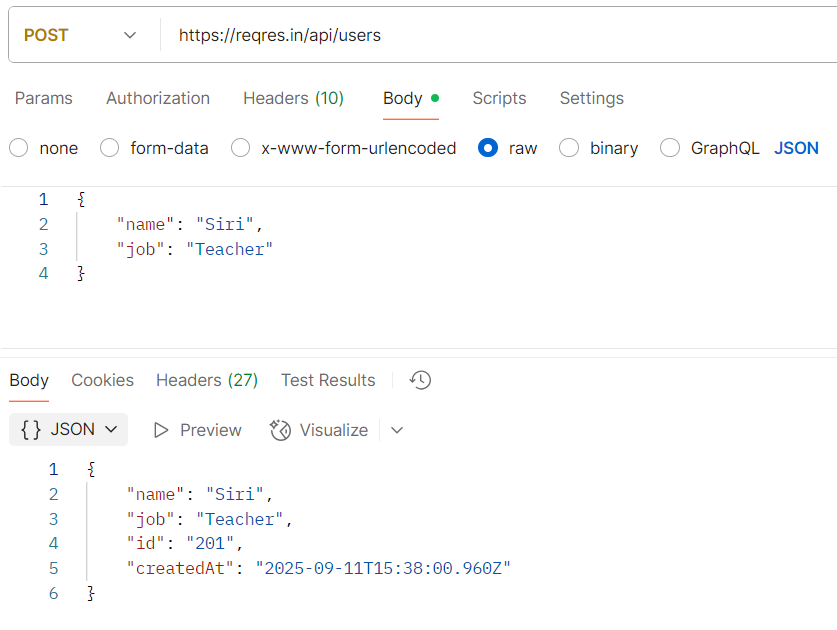 POST https://reqres.in/api/users
Params Authorization Headers (10) Body Scripts Settings
none form-data x-www-form-urlencoded raw binary GraphQL JSON
1 {
2 "name": "Siri",
3 "job": "Teacher"
4 }
Body Cookies Headers (27) Test Results
{} JSON Preview Visualize
1 {
2 "name": "Siri",
3 "job": "Teacher",
4 "id": "201",
5 "createdAt": "2025-09-11T15:38:00.960Z"
6 }